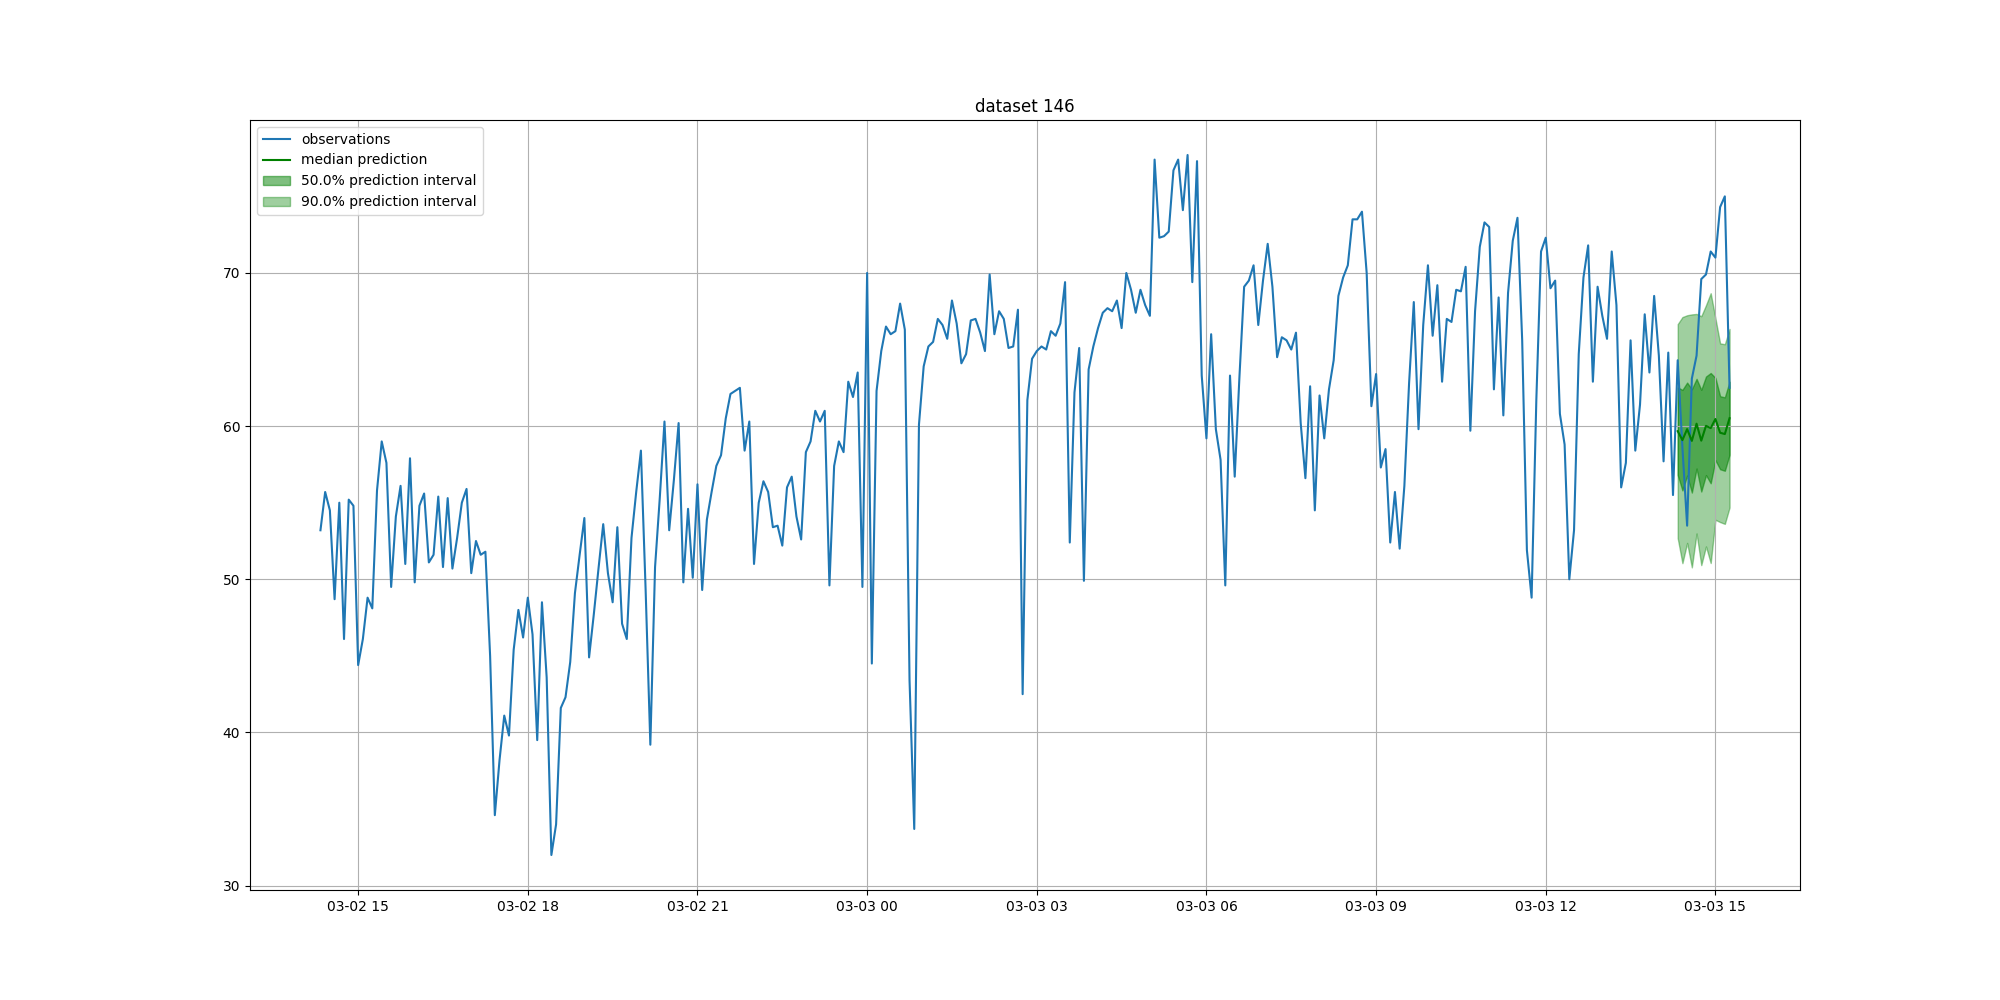 dataset 146
observations
median prediction
50.0% prediction interval
90.0% prediction interval
70
60
50
40
30
03-02 15 03-02 18 03-02 21 03-03 00 03-03 03 03-03 06 03-03 09 03-03 12 03-03 15